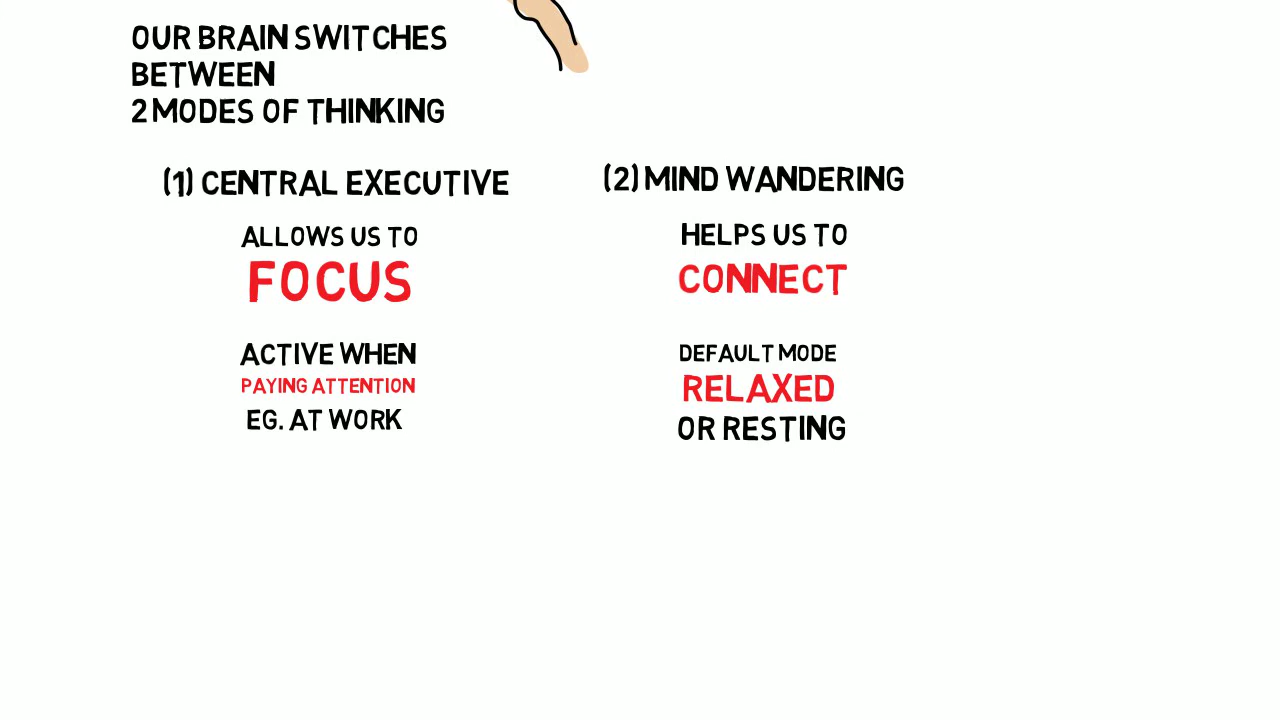 OUR BRAIN SWITCHES
BETWEEN
2 MODES OF THINKING
(1) CENTRAL EXECUTIVE
ALLOWS US TO
FOCUS
ACTIVE WHEN
PAYING ATTENTION
EG. AT WORK
(2) MIND WANDERING
HELPS US TO
CONNECT
DEFAULT MODE
RELAXED
OR RESTING